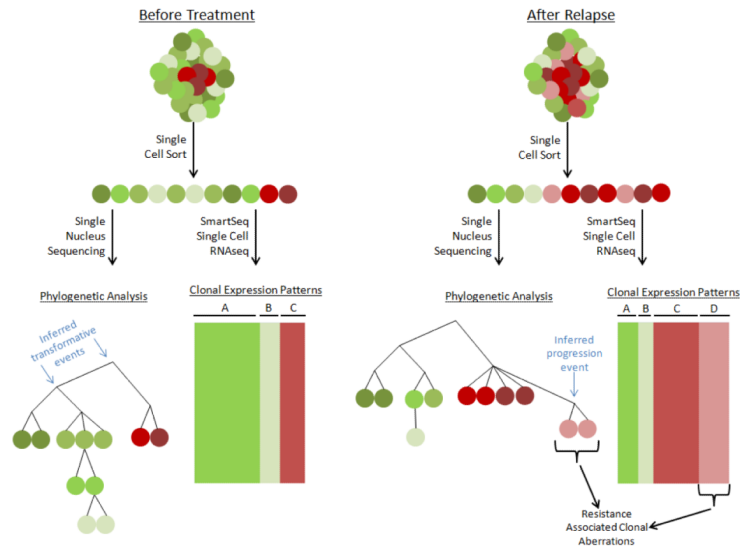 Before Treatment
Single
Cell Sort
Single
Nucleus
Sequencing
SmartSeq
Single Cell
RNAseq
Phylogenetic Analysis
Inferred
transformative
events
Clonal Expression Patterns
A B C
After Relapse
Single
Cell Sort
Single
Nucleus
Sequencing
SmartSeq
Single Cell
RNAseq
Phylogenetic Analysis
Inferred
progression
event
Clonal Expression Patterns
A B C D
Resistance
Associated Clonal
Aberrations